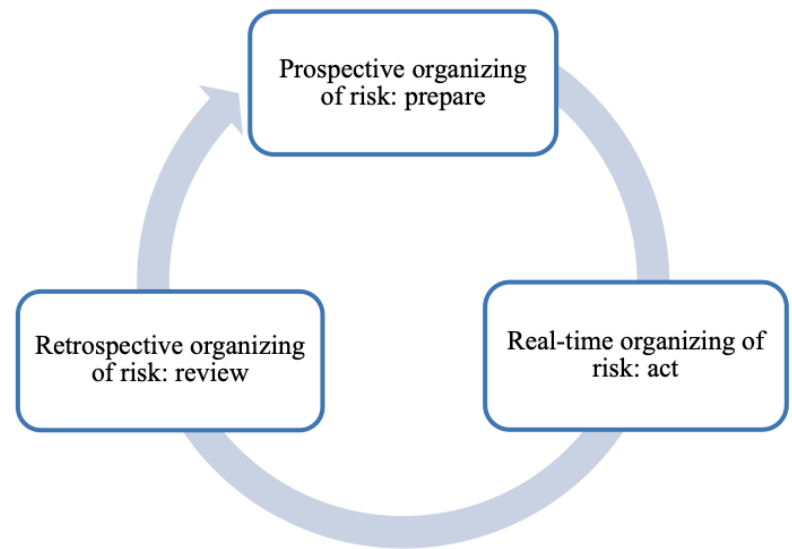 Prospective organizing
of risk: prepare
Real-time organizing of
risk: act
Retrospective organizing
of risk: review